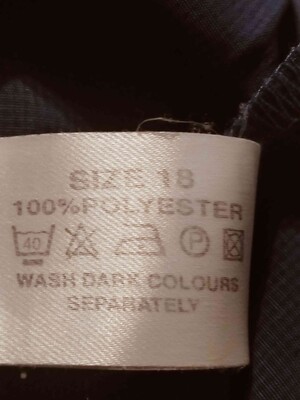 SIZE 18
100%POLYESTER
40 P
WASH DARK COLOURS
SEPARATELY